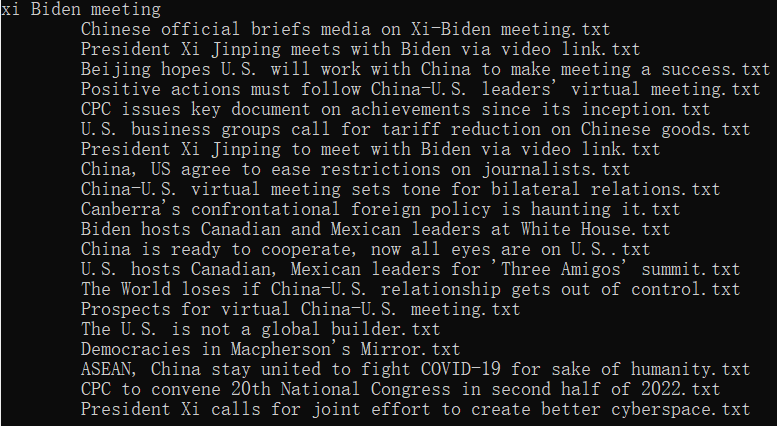 xi Biden meeting
Chinese official briefs media on Xi-Biden meeting.txt
President Xi Jinping meets with Biden via video link.txt
Beijing hopes U.S. will work with China to make meeting a success.txt
Positive actions must follow China-U.S. leaders' virtual meeting.txt
CPC issues key document on achievements since its inception.txt
U.S. business groups call for tariff reduction on Chinese goods.txt
President Xi Jinping to meet with Biden via video link.txt
China, US agree to ease restrictions on journalists.txt
China-U.S. virtual meeting sets tone for bilateral relations.txt
Canberra's confrontational foreign policy is haunting it.txt
Biden hosts Canadian and Mexican leaders at White House.txt
China is ready to cooperate, now all eyes are on U.S..txt
U.S. hosts Canadian, Mexican leaders for 'Three Amigos' summit.txt
The World loses if China-U.S. relationship gets out of control.txt
Prospects for virtual China-U.S. meeting.txt
The U.S. is not a global builder.txt
Democracies in Macpherson's Mirror.txt
ASEAN, China stay united to fight COVID-19 for sake of humanity.txt
CPC to convene 20th National Congress in second half of 2022.txt
President Xi calls for joint effort to create better cyberspace.txt